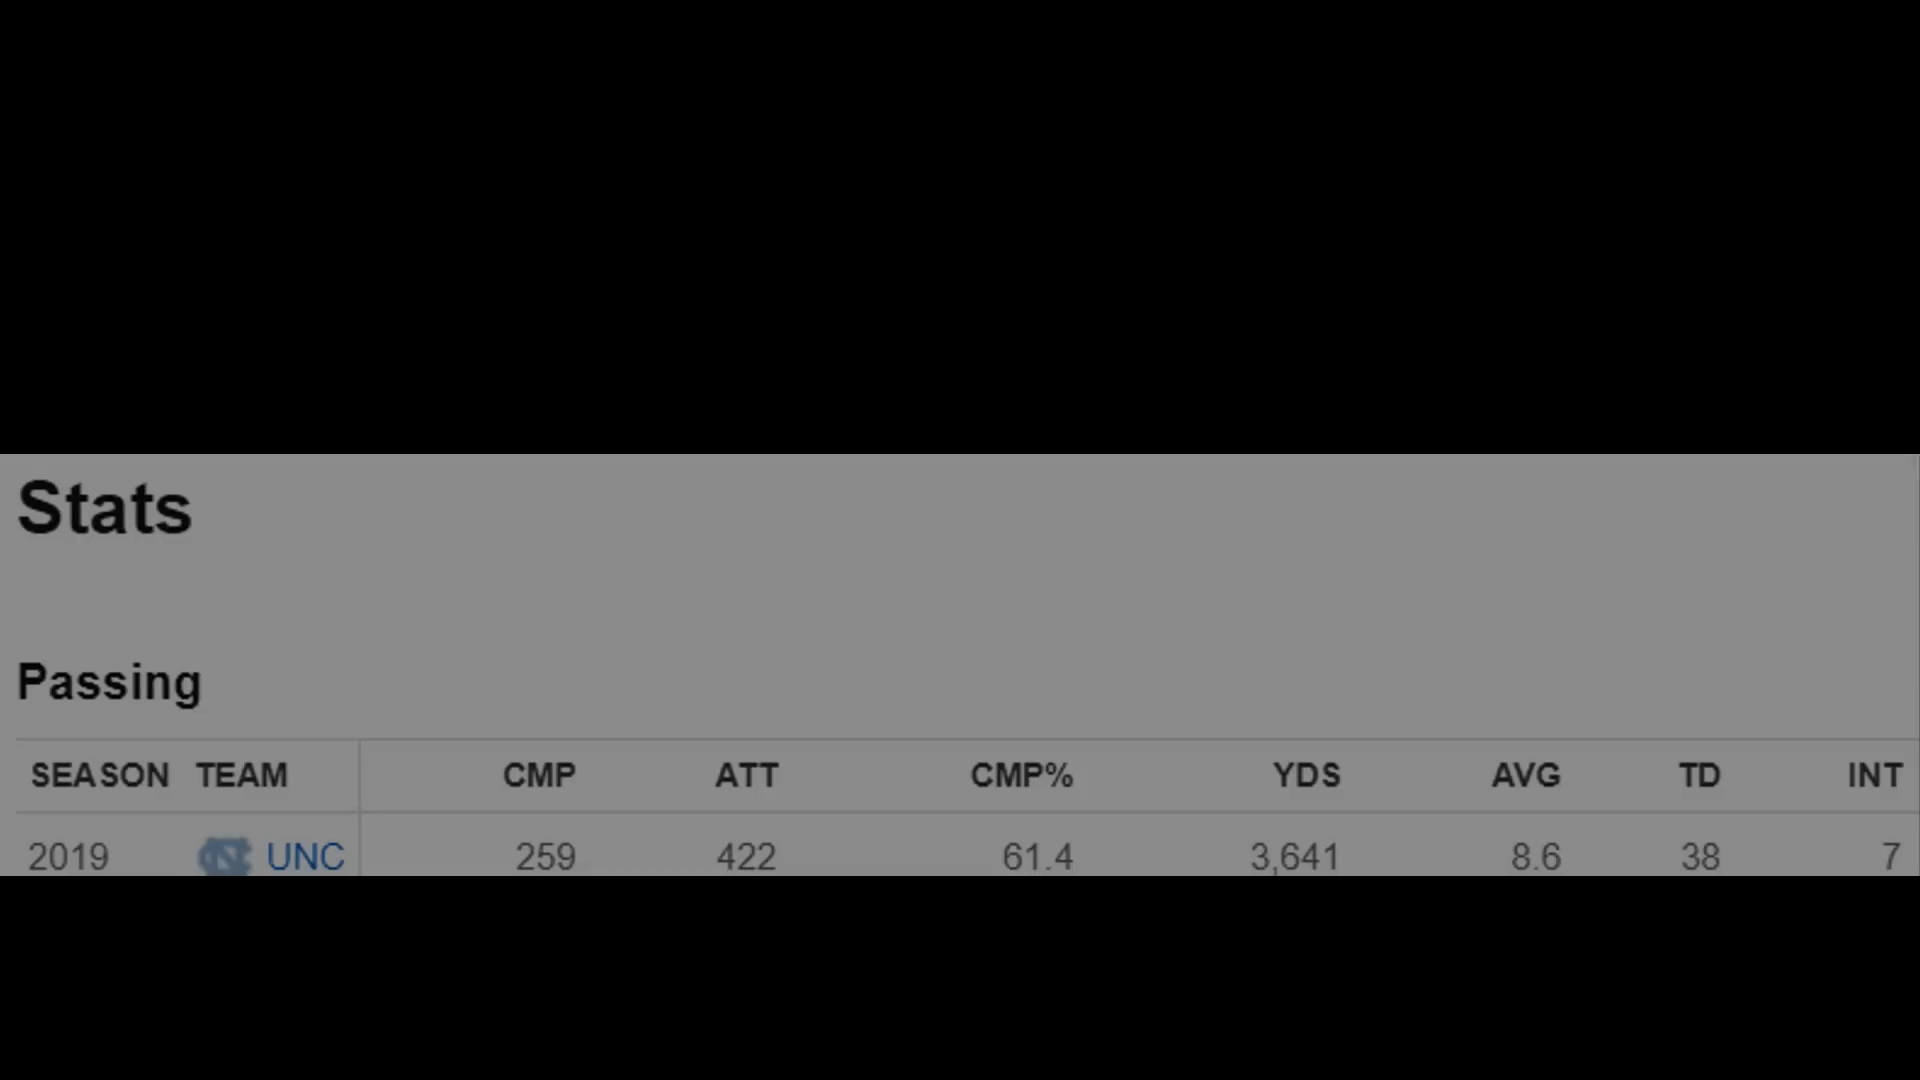 Stats
Passing
SEASON TEAM CMP ATT CMP% YDS AVG TD INT
2019 UNC 259 422 61.4 3,641 8.6 38 7